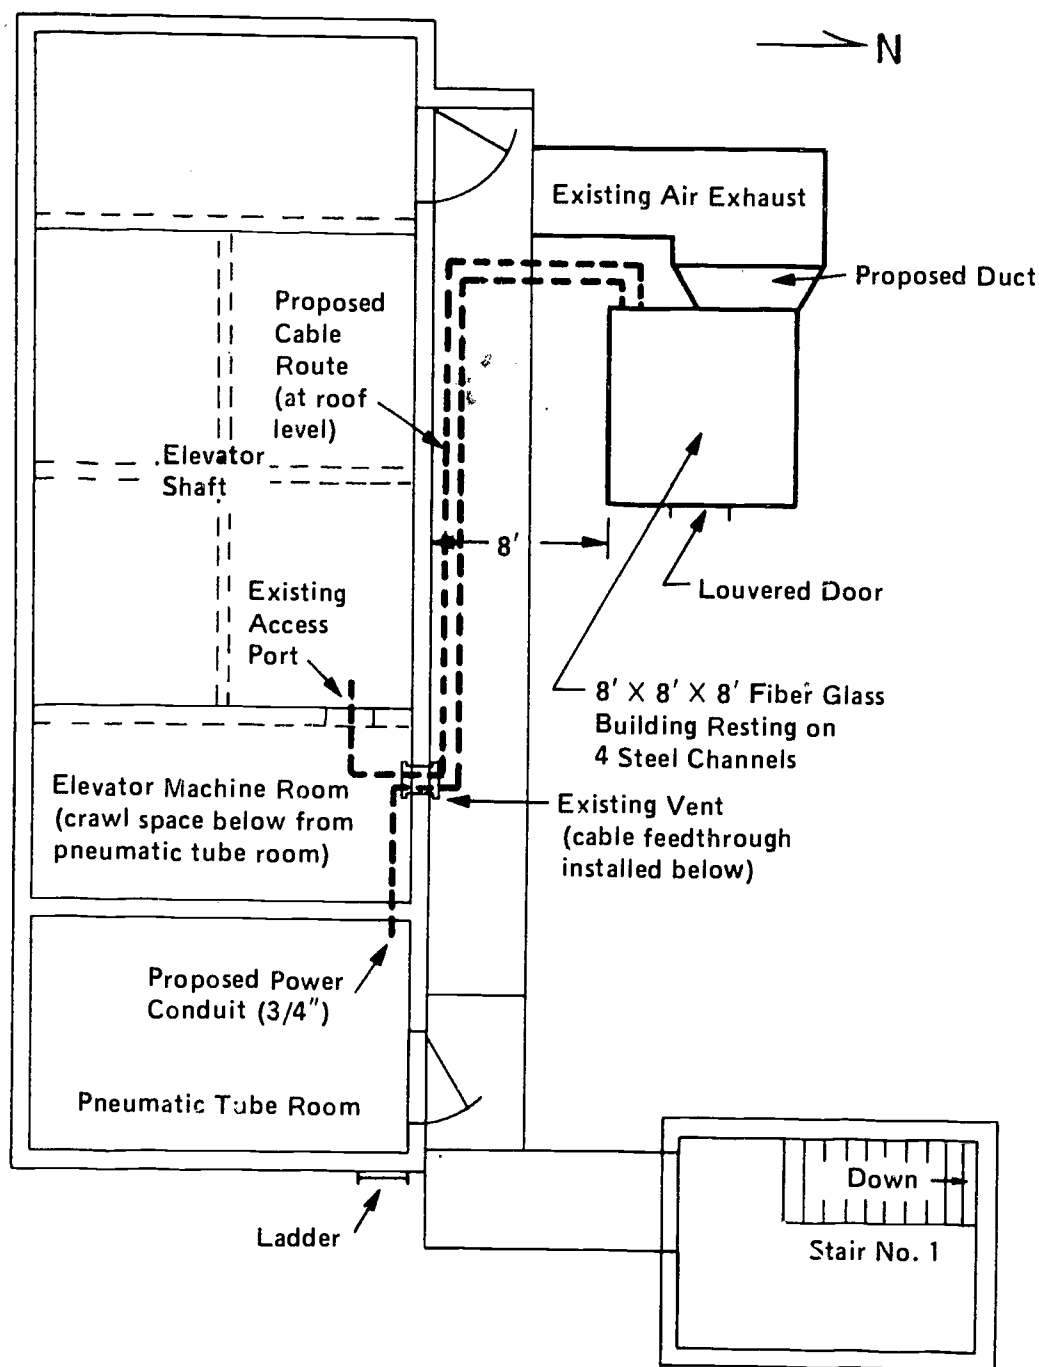 N
Existing Air Exhaust
Proposed Duct
Proposed
Cable
Route
(at roof
level)
Elevator
Shaft
8'
Louvered Door
Existing
Access
Port
8' X 8' X 8' Fiber Glass
Building Resting on
4 Steel Channels
Elevator Machine Room
(crawl space below from
pneumatic tube room)
Existing Vent
(cable feedthrough
installed below)
Proposed Power
Conduit (3/4")
Pneumatic Tube Room
Down
Ladder
Stair No. 1